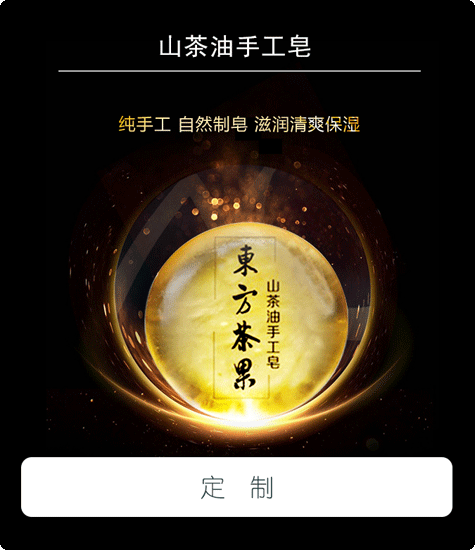 山茶油手工皂
纯手工 自然制皂 滋润清爽保湿
東方茶果
山茶油手工皂
定 制